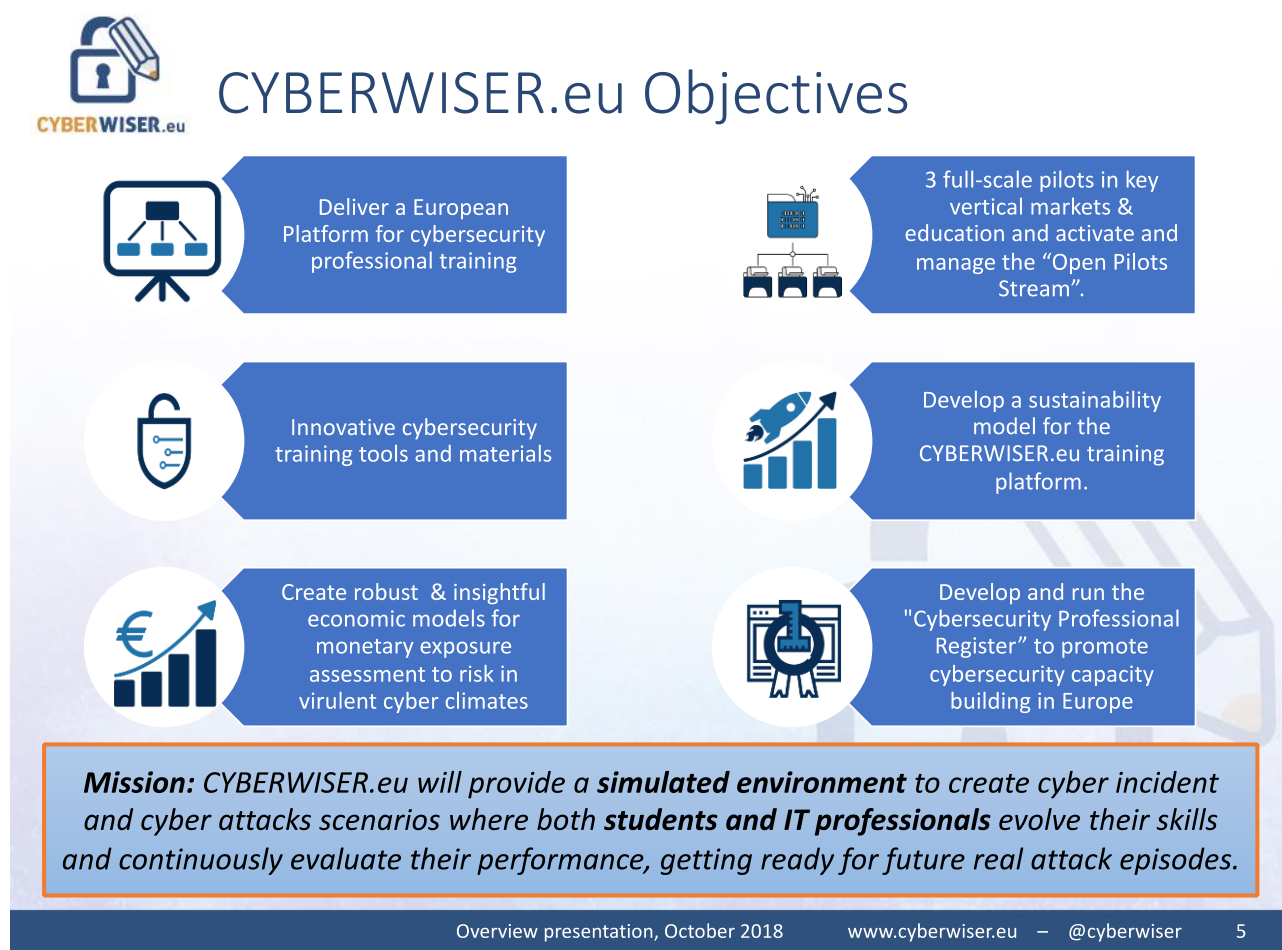 CYBERWISER.eu
CYBERWISER.eu Objectives
Deliver a European
Platform for cybersecurity
professional training
3 full-scale pilots in key
vertical markets &
education and activate and
manage the “Open Pilots
Stream”.
Innovative cybersecurity
training tools and materials
Develop a sustainability
model for the
CYBERWISER.eu training
platform.
Create robust & insightful
economic models for
monetary exposure
assessment to risk in
virulent cyber climates
Develop and run the
"Cybersecurity Professional
Register” to promote
cybersecurity capacity
building in Europe
Mission: CYBERWISER.eu will provide a simulated environment to create cyber incident
and cyber attacks scenarios where both students and IT professionals evolve their skills
and continuously evaluate their performance, getting ready for future real attack episodes.
Overview presentation, October 2018 www.cyberwiser.eu – @cyberwiser 5